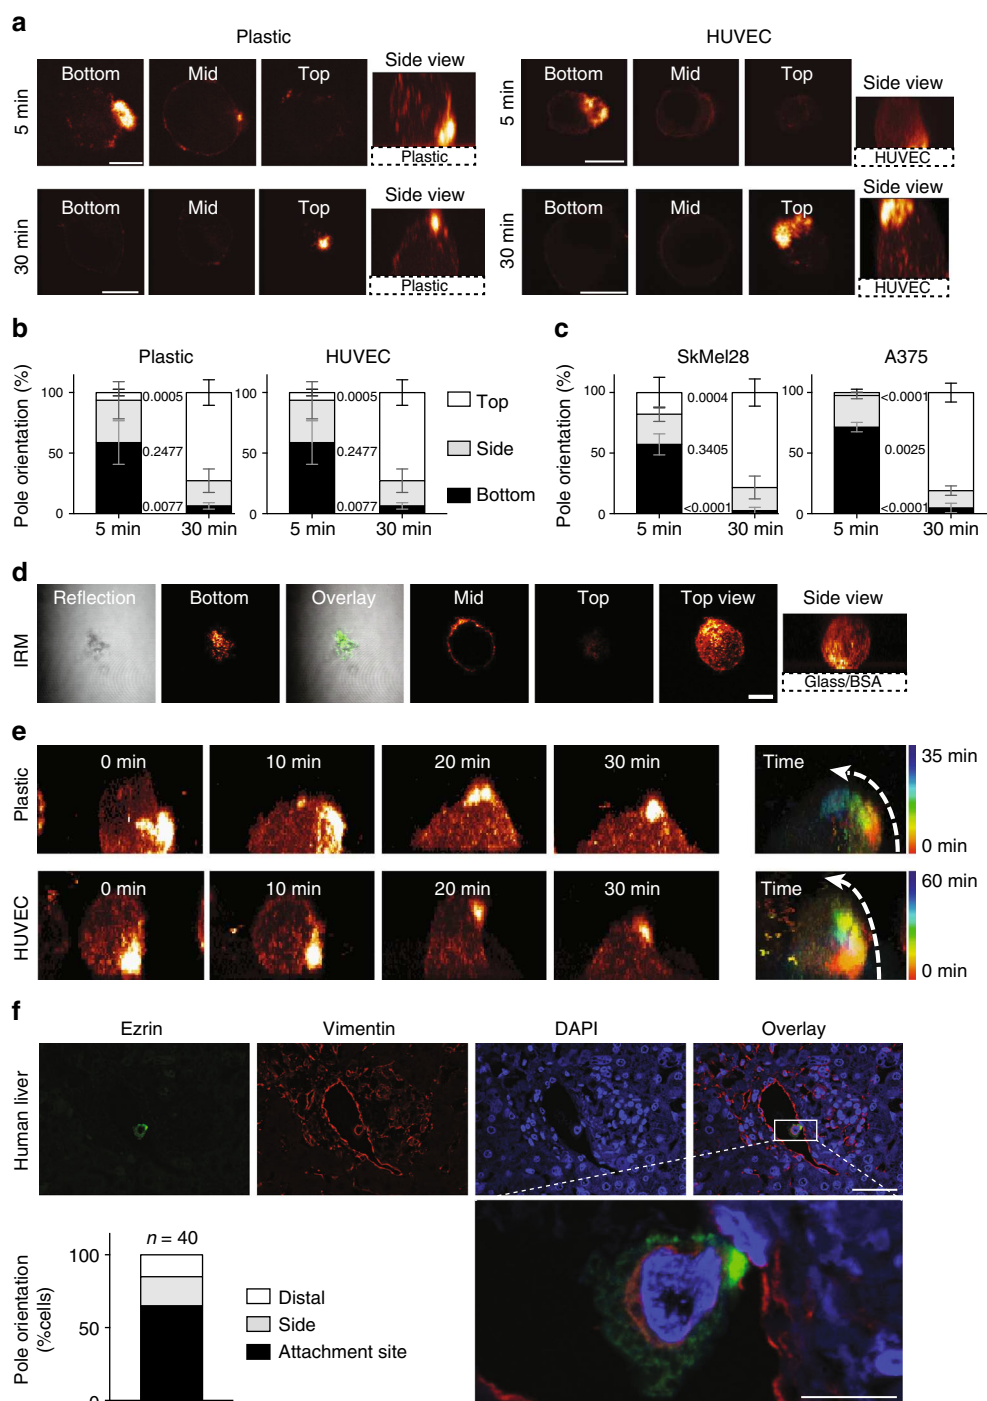 a
Plastic
HUVEC
Bottom
Mid
Top
Side view
5 min
Plastic
Bottom
Mid
Top
Side view
5 min
HUVEC
Bottom
Mid
Top
Side view
30 min
Plastic
Bottom
Mid
Top
Side view
30 min
HUVEC
b
Plastic
HUVEC
Pole orientation (%)
100
50
0
0.0005
0.2477
0.0077
5 min
30 min
100
50
0
0.0005
0.2477
0.0077
5 min
30 min
Top
Side
Bottom
c
SkMel28
A375
Pole orientation (%)
100
50
0
0.0004
0.3405
<0.0001
5 min
30 min
100
50
0
<0.0001
0.0025
<0.0001
5 min
30 min
d
IRM
Reflection
Bottom
Overlay
Mid
Top
Top view
Side view
Glass/BSA
e
Plastic
0 min
10 min
20 min
30 min
Time
35 min
0 min
HUVEC
0 min
10 min
20 min
30 min
Time
60 min
0 min
f
Ezrin
Vimentin
DAPI
Overlay
Human liver
n = 40
Pole orientation
(%cells)
100
50
0
Distal
Side
Attachment site